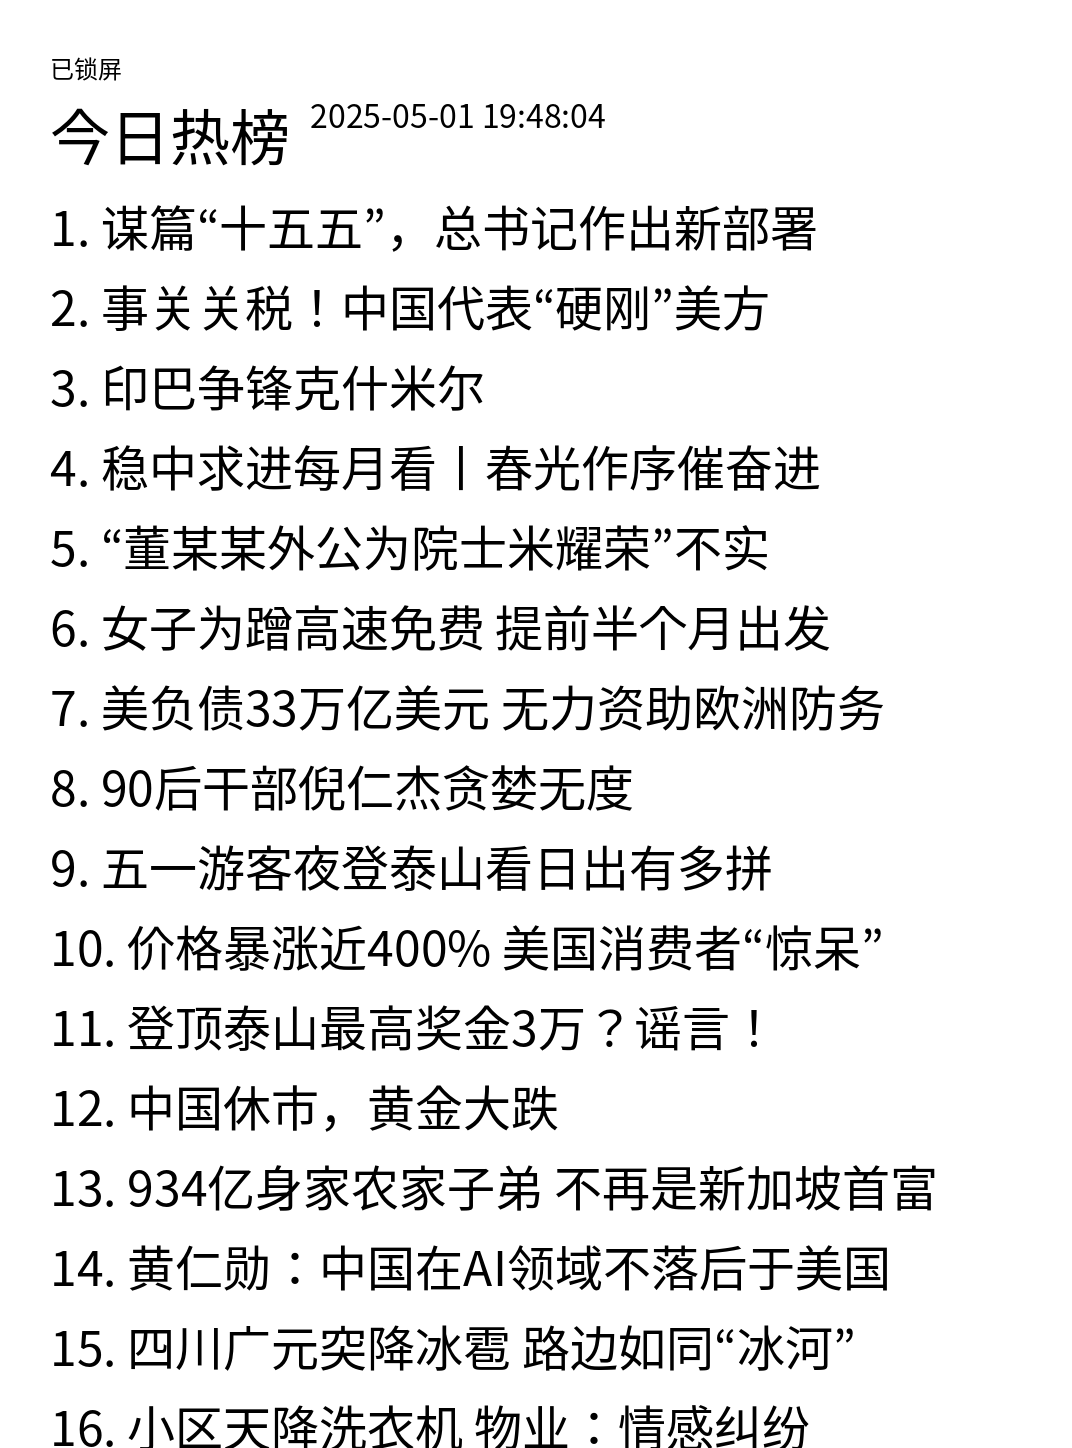 已锁屏
今日热榜 2025-05-01 19:48:04
1. 谋篇“十五五”，总书记作出新部署
2. 事关关税！中国代表“硬刚”美方
3. 印巴争锋克什米尔
4. 稳中求进每月看丨春光作序催奋进
5. “董某某外公为院士米耀荣”不实
6. 女子为蹭高速免费 提前半个月出发
7. 美负债33万亿美元 无力资助欧洲防务
8. 90后干部倪仁杰贪婪无度
9. 五一游客夜登泰山看日出有多拼
10. 价格暴涨近400% 美国消费者“惊呆”
11. 登顶泰山最高奖金3万？谣言！
12. 中国休市，黄金大跌
13. 934亿身家农家子弟 不再是新加坡首富
14. 黄仁勋：中国在AI领域不落后于美国
15. 四川广元突降冰雹 路边如同“冰河”
16. 小区天降洗衣机 物业：情感纠纷